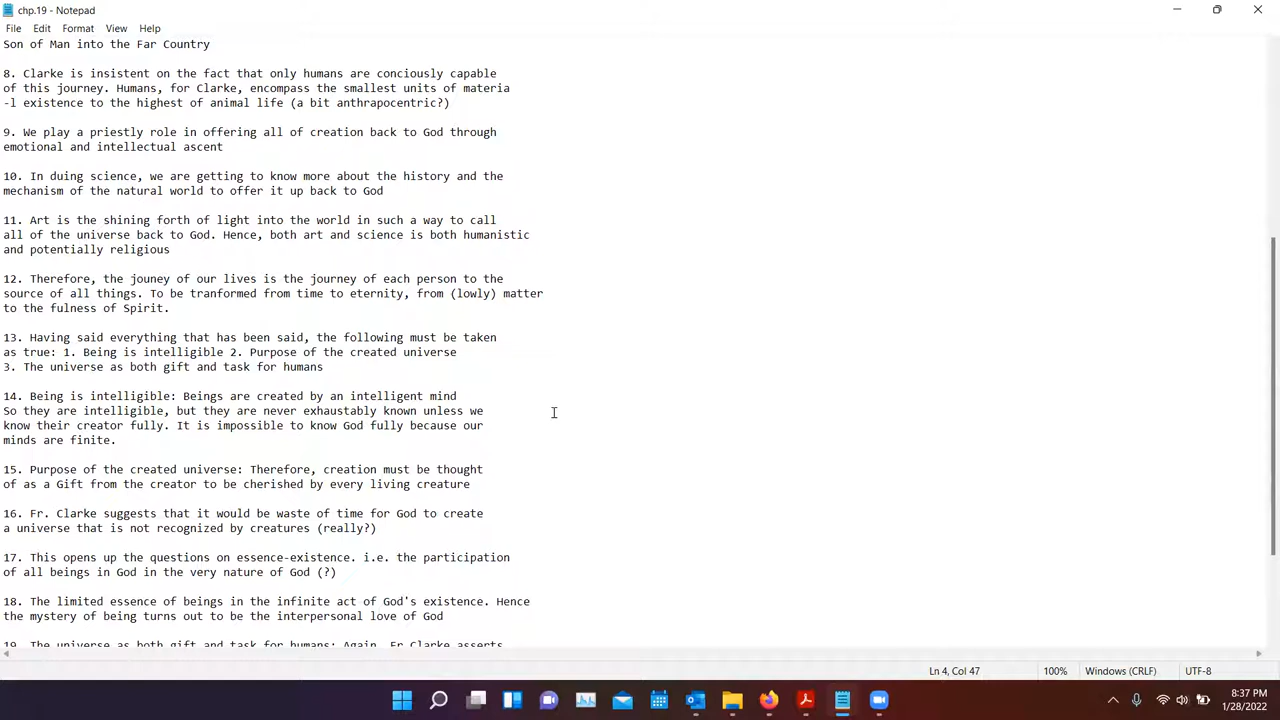 chp.19 - Notepad
File Edit Format View Help
Son of Man into the Far Country
8. Clarke is insistent on the fact that only humans are conciously capable
of this journey. Humans, for Clarke, encompass the smallest units of materia
-l existence to the highest of animal life (a bit anthrapocentric?)
9. We play a priestly role in offering all of creation back to God through
emotional and intellectual ascent
10. In duing science, we are getting to know more about the history and the
mechanism of the natural world to offer it up back to God
11. Art is the shining forth of light into the world in such a way to call
all of the universe back to God. Hence, both art and science is both humanistic
and potentially religious
12. Therefore, the jouney of our lives is the journey of each person to the
source of all things. To be tranformed from time to eternity, from (lowly) matter
to the fulness of Spirit.
13. Having said everything that has been said, the following must be taken
as true: 1. Being is intelligible 2. Purpose of the created universe
3. The universe as both gift and task for humans
14. Being is intelligible: Beings are created by an intelligent mind
So they are intelligible, but they are never exhaustably known unless we
know their creator fully. It is impossible to know God fully because our
minds are finite.
15. Purpose of the created universe: Therefore, creation must be thought
of as a Gift from the creator to be cherished by every living creature
16. Fr. Clarke suggests that it would be waste of time for God to create
a universe that is not recognized by creatures (really?)
17. This opens up the questions on essence-existence. i.e. the participation
of all beings in God in the very nature of God (?)
18. The limited essence of beings in the infinite act of God's existence. Hence
the mystery of being turns out to be the interpersonal love of God
19. The universe as both gift and task for humans: Again, Fr Clarke asserts
Ln 4, Col 47 100% Windows (CRLF) UTF-8
8:37 PM
1/28/2022